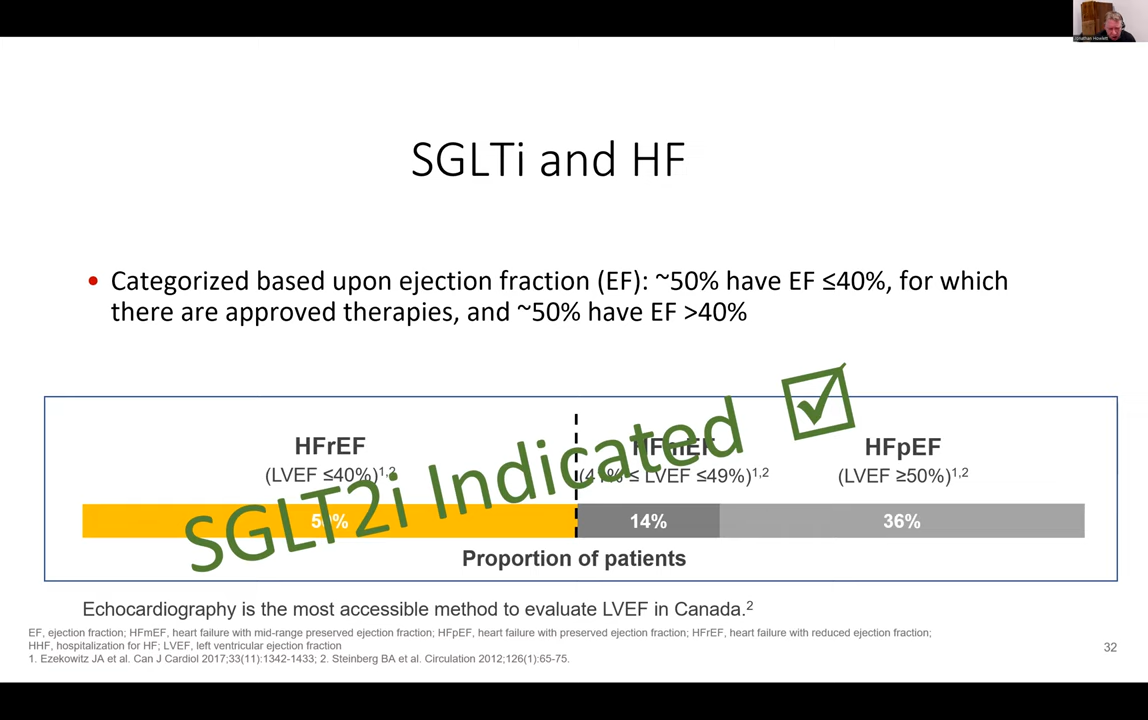 Jonathan Howlett
SGLTi and HF
• Categorized based upon ejection fraction (EF): ~50% have EF ≤40%, for which
there are approved therapies, and ~50% have EF >40%
SGLT2i Indicated
HFrEF
(LVEF ≤40%)1,2
HFmEF
(41% ≤ LVEF ≤49%)1,2
HFpEF
(LVEF ≥50%)1,2
50%
14%
36%
Proportion of patients
Echocardiography is the most accessible method to evaluate LVEF in Canada.2
EF, ejection fraction; HFmEF, heart failure with mid-range preserved ejection fraction; HFpEF, heart failure with preserved ejection fraction; HFrEF, heart failure with reduced ejection fraction;
HHF, hospitalization for HF; LVEF, left ventricular ejection fraction
1. Ezekowitz JA et al. Can J Cardiol 2017;33(11):1342-1433; 2. Steinberg BA et al. Circulation 2012;126(1):65-75.
32